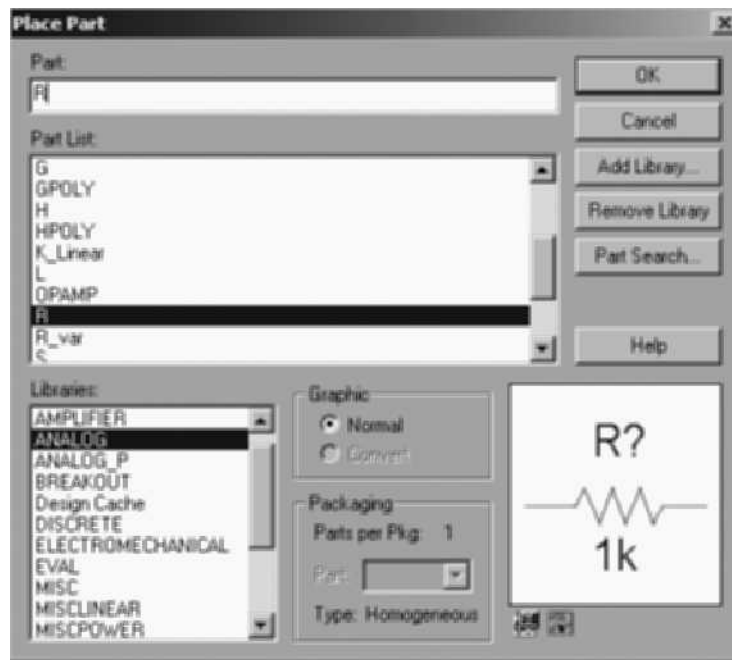 Place Part
Part:
R
OK
Cancel
Part List:
G
GPOLY
H
HPOLY
K_Linear
L
OPAMP
R
R_var
S
Add Library...
Remove Library
Part Search...
Help
Libraries:
AMPLIFIER
ANALOG
ANALOG_P
BREAKOUT
Design Cache
DISCRETE
ELECTROMECHANICAL
EVAL
MISC
MISCLINEAR
MISCPOWER
Graphic
Normal
Convert
Packaging
Parts per Pkg: 1
Part:
Type: Homogeneous
R?
1k